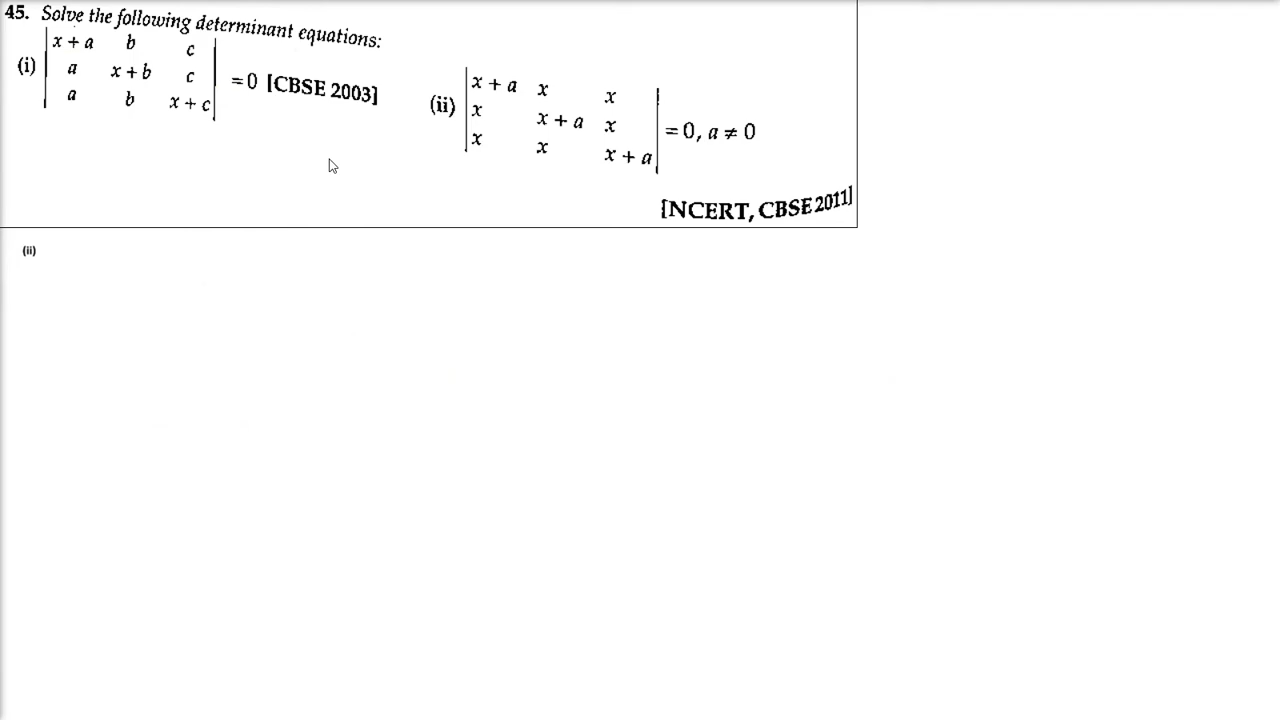 45. Solve the following determinant equations:
(i) | x + a b c |
| a x + b c | = 0 [CBSE 2003]
| a b x + c |
(ii) | x + a x x |
| x x + a x | = 0, a ≠ 0
| x x x + a |
[NCERT, CBSE 2011]
(ii)